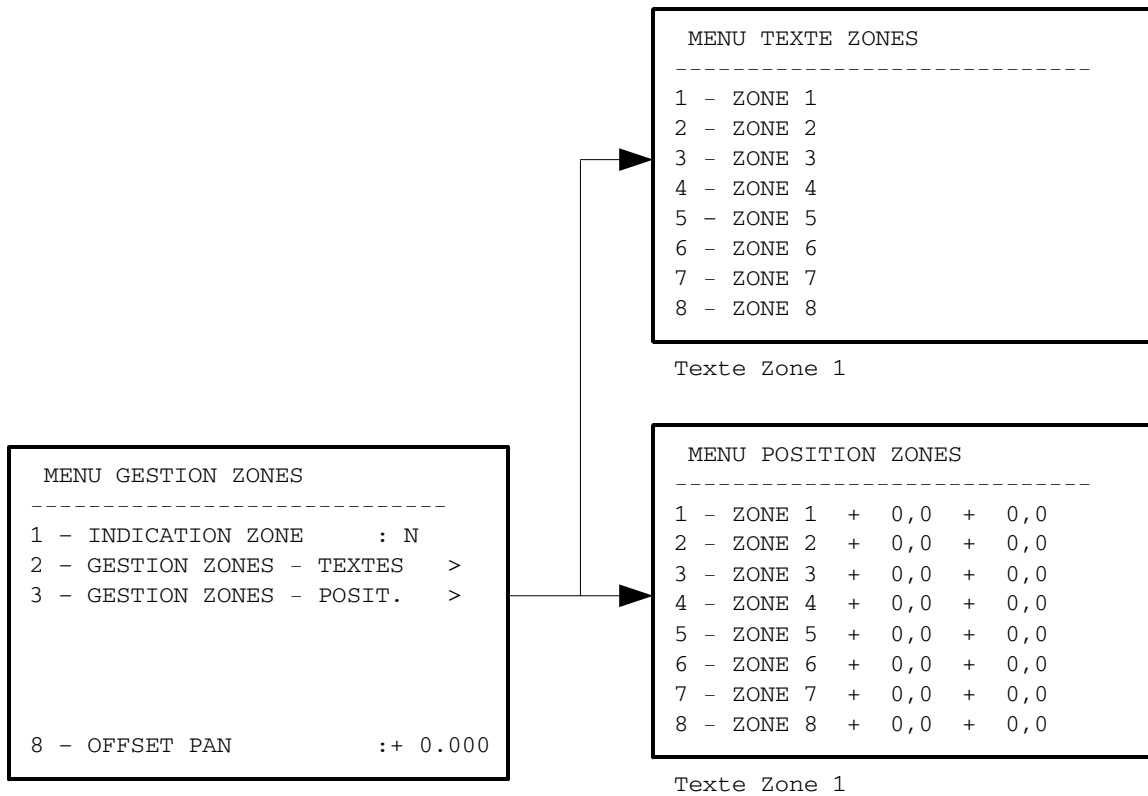 MENU TEXTE ZONES
-----------------------------
1 - ZONE 1
2 - ZONE 2
3 - ZONE 3
4 - ZONE 4
5 - ZONE 5
6 - ZONE 6
7 - ZONE 7
8 - ZONE 8
Texte Zone 1
MENU GESTION ZONES
-----------------------------
1 - INDICATION ZONE : N
2 - GESTION ZONES - TEXTES >
3 - GESTION ZONES - POSIT. >
8 - OFFSET PAN :+ 0.000
MENU POSITION ZONES
-----------------------------
1 - ZONE 1 + 0,0 + 0,0
2 - ZONE 2 + 0,0 + 0,0
3 - ZONE 3 + 0,0 + 0,0
4 - ZONE 4 + 0,0 + 0,0
5 - ZONE 5 + 0,0 + 0,0
6 - ZONE 6 + 0,0 + 0,0
7 - ZONE 7 + 0,0 + 0,0
8 - ZONE 8 + 0,0 + 0,0
Texte Zone 1